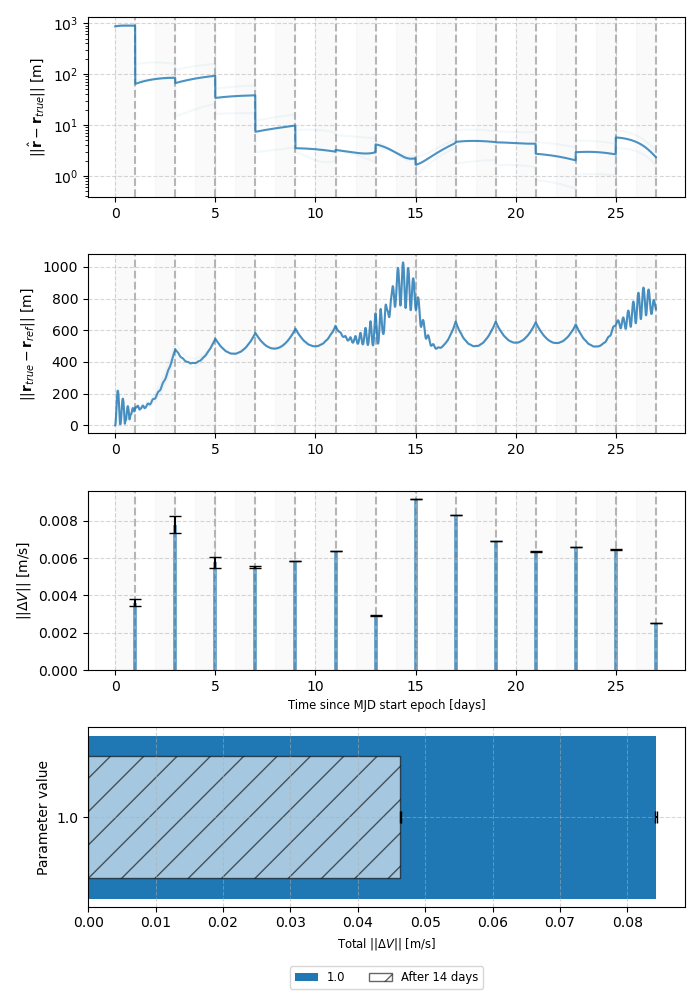 ||r̂ − r_true|| [m]
10³
10²
10¹
10⁰
0 5 10 15 20 25
||r_true − r_ref|| [m]
1000
800
600
400
200
0
0 5 10 15 20 25
||ΔV|| [m/s]
0.008
0.006
0.004
0.002
0.000
0 5 10 15 20 25
Time since MJD start epoch [days]
Parameter value
1.0
0.00 0.01 0.02 0.03 0.04 0.05 0.06 0.07 0.08
Total ||ΔV|| [m/s]
1.0 After 14 days